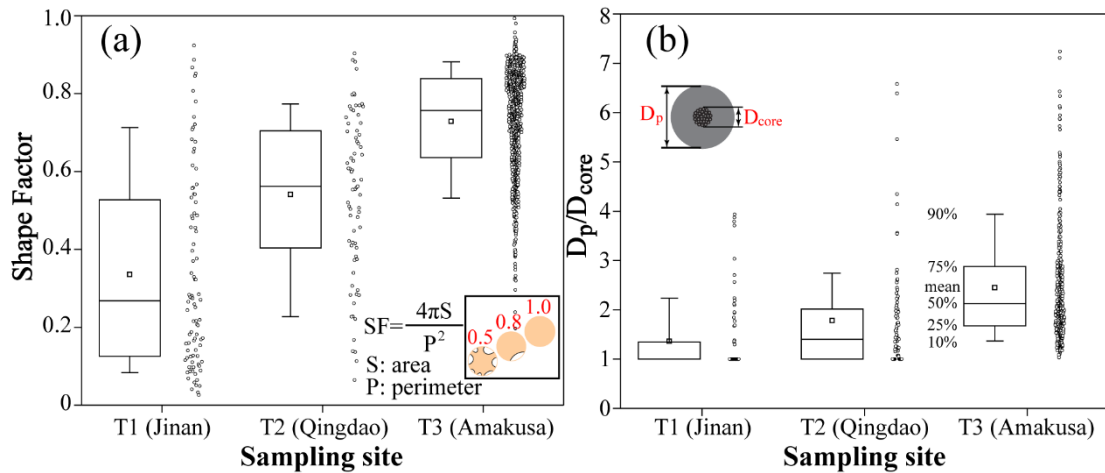 (a)
Shape Factor
1.0
0.8
0.6
0.4
0.2
0
SF=4πS/P²
S: area
P: perimeter
0.5 0.8 1.0
T1 (Jinan) T2 (Qingdao) T3 (Amakusa)
Sampling site
(b)
Dp/Dcore
8
7
6
5
4
3
2
1
0
Dp Dcore
90%
75%
mean
50%
25%
10%
T1 (Jinan) T2 (Qingdao) T3 (Amakusa)
Sampling site